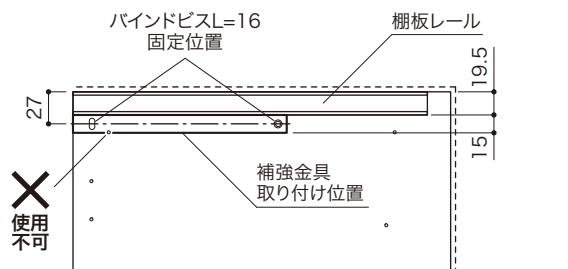 バインドビスL=16
固定位置
棚板レール
19.5
27
15
補強金具
取り付け位置
使用
不可